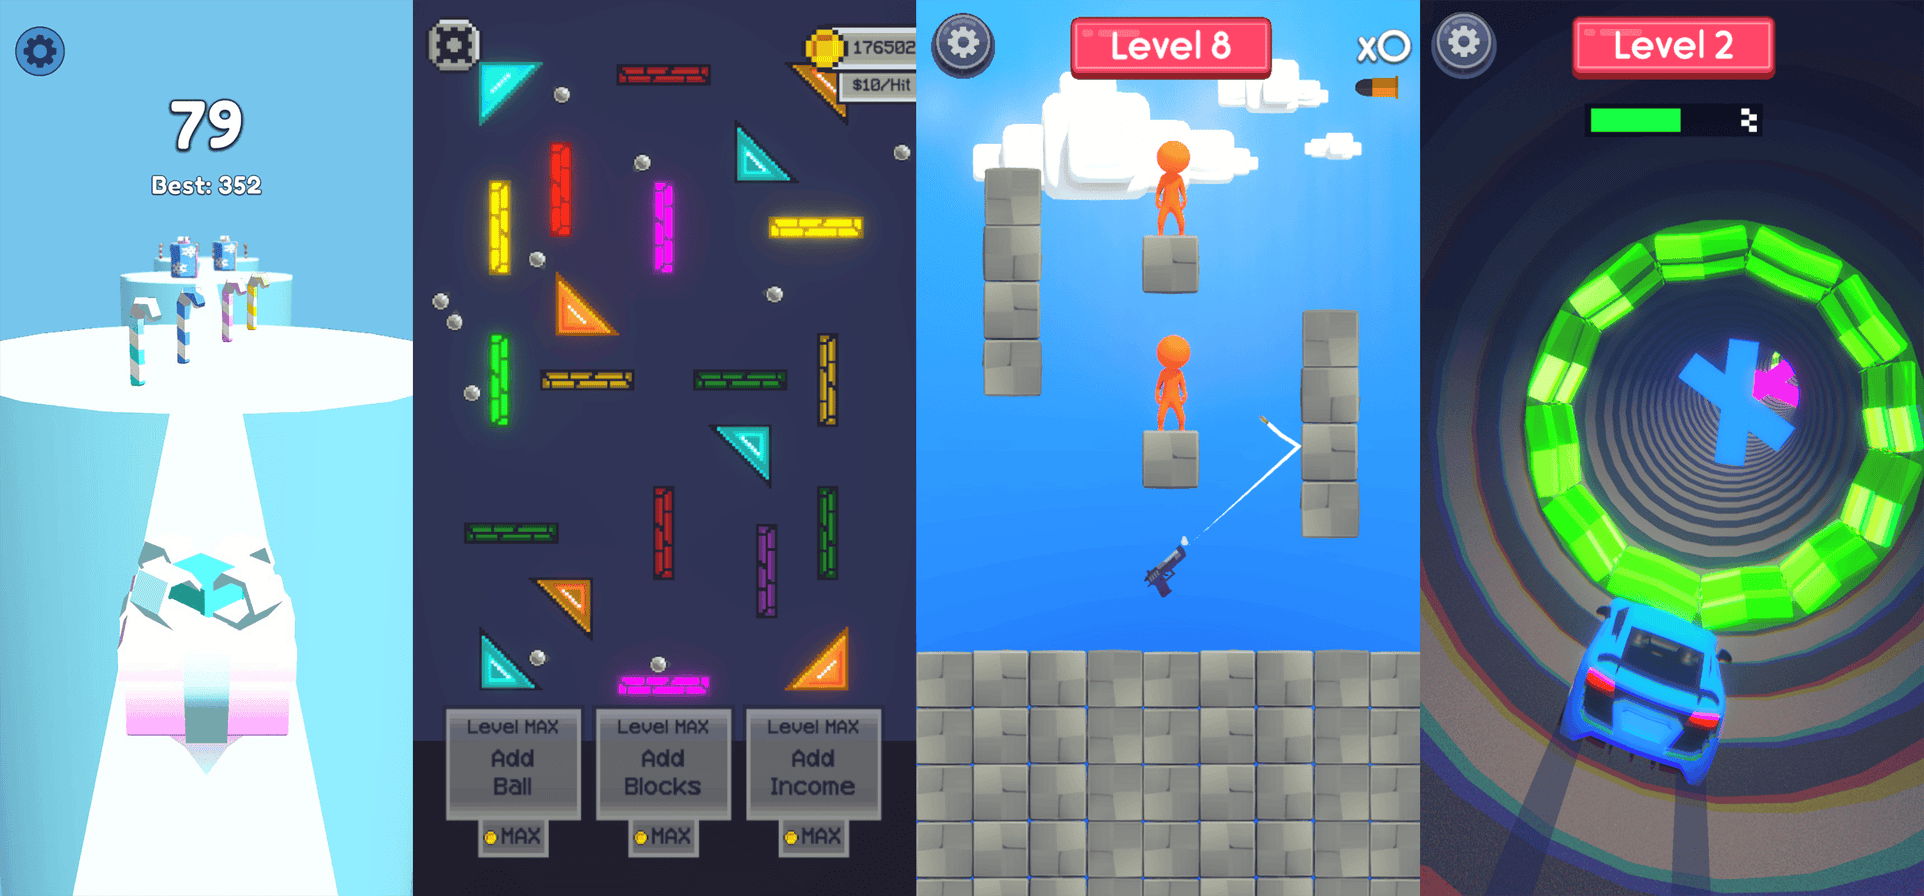 79
Best: 352
176502
$10/Hit
Level MAX
Add
Ball
MAX
Level MAX
Add
Blocks
MAX
Level MAX
Add
Income
MAX
Level 8
x0
Level 2